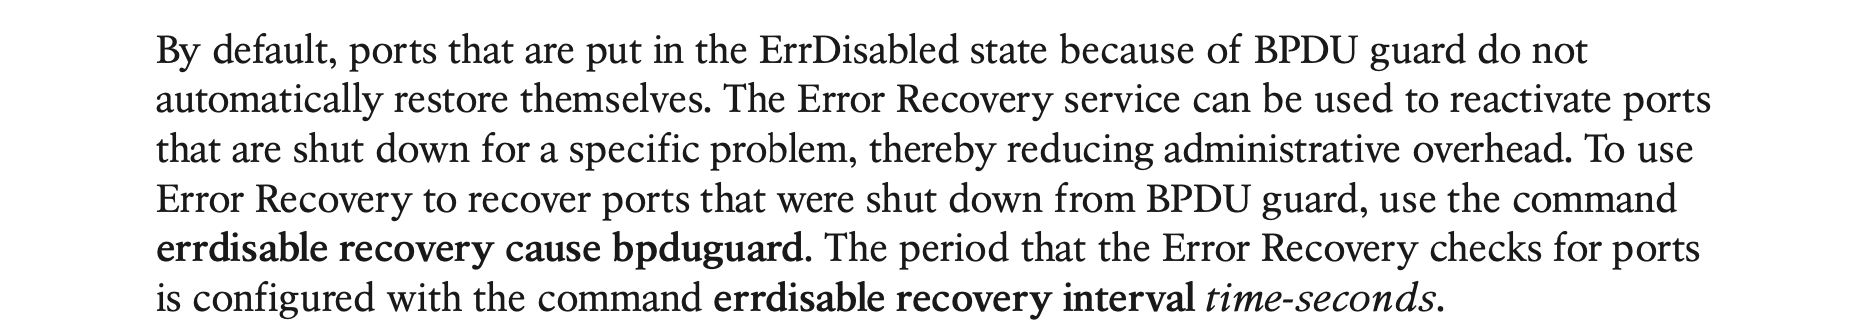 By default, ports that are put in the ErrDisabled state because of BPDU guard do not
automatically restore themselves. The Error Recovery service can be used to reactivate ports
that are shut down for a specific problem, thereby reducing administrative overhead. To use
Error Recovery to recover ports that were shut down from BPDU guard, use the command
errdisable recovery cause bpduguard. The period that the Error Recovery checks for ports
is configured with the command errdisable recovery interval time-seconds.